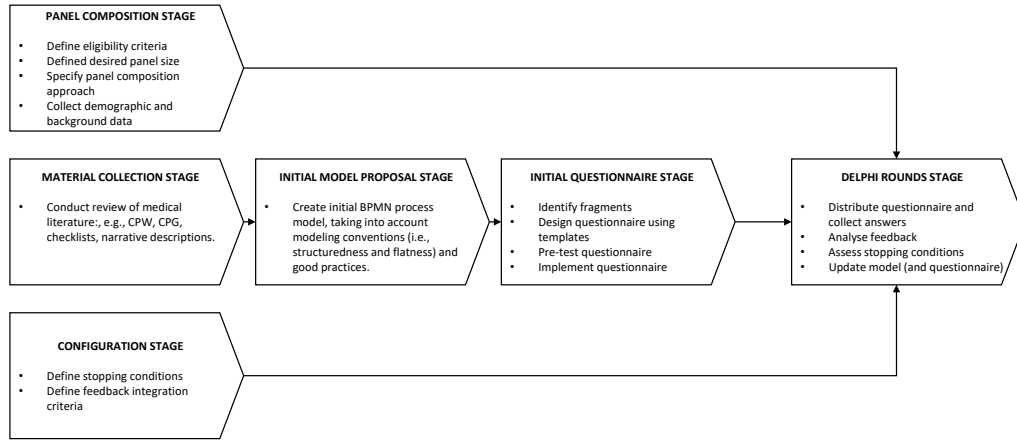 PANEL COMPOSITION STAGE
• Define eligibility criteria
• Defined desired panel size
• Specify panel composition
approach
• Collect demographic and
background data
MATERIAL COLLECTION STAGE
• Conduct review of medical
literature:, e.g., CPW, CPG,
checklists, narrative descriptions.
INITIAL MODEL PROPOSAL STAGE
• Create initial BPMN process
model, taking into account
modeling conventions (i.e.,
structuredness and flatness) and
good practices.
INITIAL QUESTIONNAIRE STAGE
• Identify fragments
• Design questionnaire using
templates
• Pre-test questionnaire
• Implement questionnaire
DELPHI ROUNDS STAGE
• Distribute questionnaire and
collect answers
• Analyse feedback
• Assess stopping conditions
• Update model (and questionnaire)
CONFIGURATION STAGE
• Define stopping conditions
• Define feedback integration
criteria